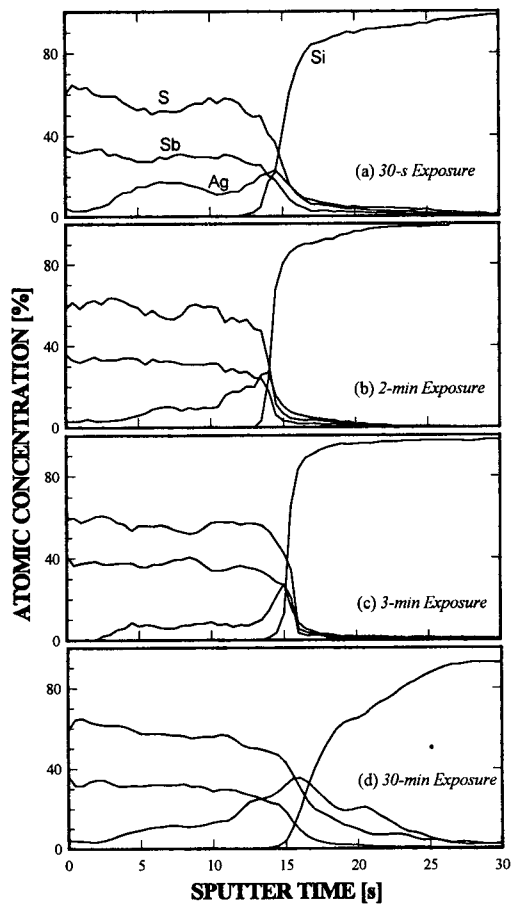 80
40
0
S
Sb
Ag
Si
(a) 30-s Exposure
80
40
0
(b) 2-min Exposure
80
40
0
(c) 3-min Exposure
80
40
0
(d) 30-min Exposure
0 5 10 15 20 25 30
ATOMIC CONCENTRATION [%]
SPUTTER TIME [s]